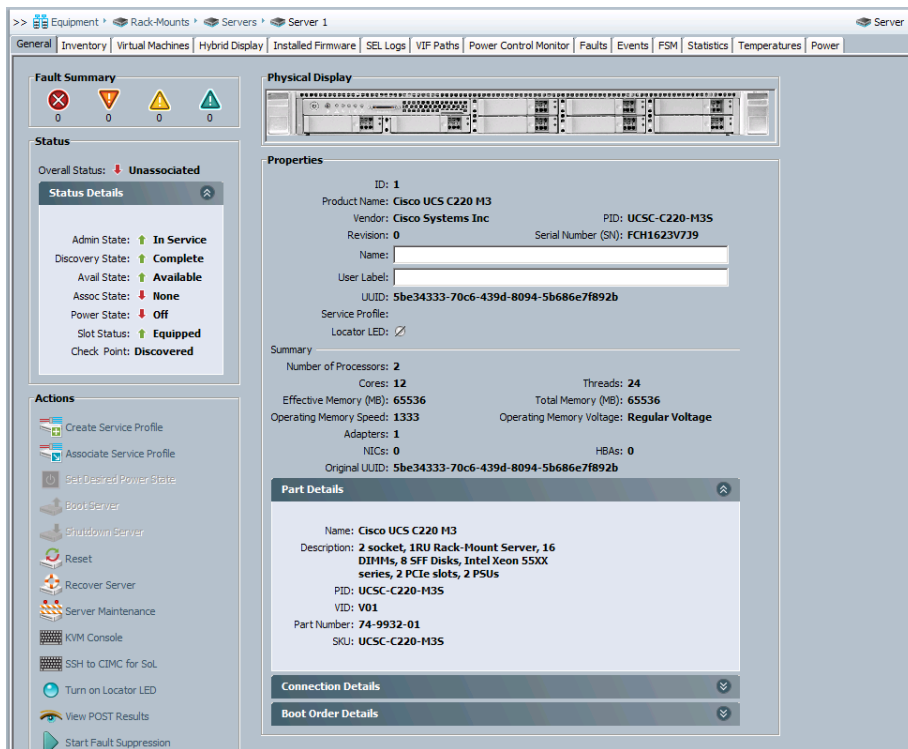 >> Equipment Rack-Mounts Servers Server 1 Server
General Inventory Virtual Machines Hybrid Display Installed Firmware SEL Logs VIF Paths Power Control Monitor Faults Events FSM Statistics Temperatures Power
Fault Summary
0 0 0 0
Status
Overall Status: Unassociated
Status Details
Admin State: In Service
Discovery State: Complete
Avail State: Available
Assoc State: None
Power State: Off
Slot Status: Equipped
Check Point: Discovered
Actions
Create Service Profile
Associate Service Profile
Set Desired Power State
Boot Server
Shutdown Server
Reset
Recover Server
Server Maintenance
KVM Console
SSH to CIMC for SoL
Turn on Locator LED
View POST Results
Start Fault Suppression
Physical Display
Properties
ID: 1
Product Name: Cisco UCS C220 M3
Vendor: Cisco Systems Inc PID: UCSC-C220-M3S
Revision: 0 Serial Number (SN): FCH1623V7J9
Name:
User Label:
UUID: 5be34333-70c6-439d-8094-5b686e7f892b
Service Profile:
Locator LED:
Summary
Number of Processors: 2
Cores: 12 Threads: 24
Effective Memory (MB): 65536 Total Memory (MB): 65536
Operating Memory Speed: 1333 Operating Memory Voltage: Regular Voltage
Adapters: 1
NICs: 0 HBAs: 0
Original UUID: 5be34333-70c6-439d-8094-5b686e7f892b
Part Details
Name: Cisco UCS C220 M3
Description: 2 socket, 1RU Rack-Mount Server, 16
DIMMs, 8 SFF Disks, Intel Xeon 55XX
series, 2 PCIe slots, 2 PSUs
PID: UCSC-C220-M3S
VID: V01
Part Number: 74-9932-01
SKU: UCSC-C220-M3S
Connection Details
Boot Order Details